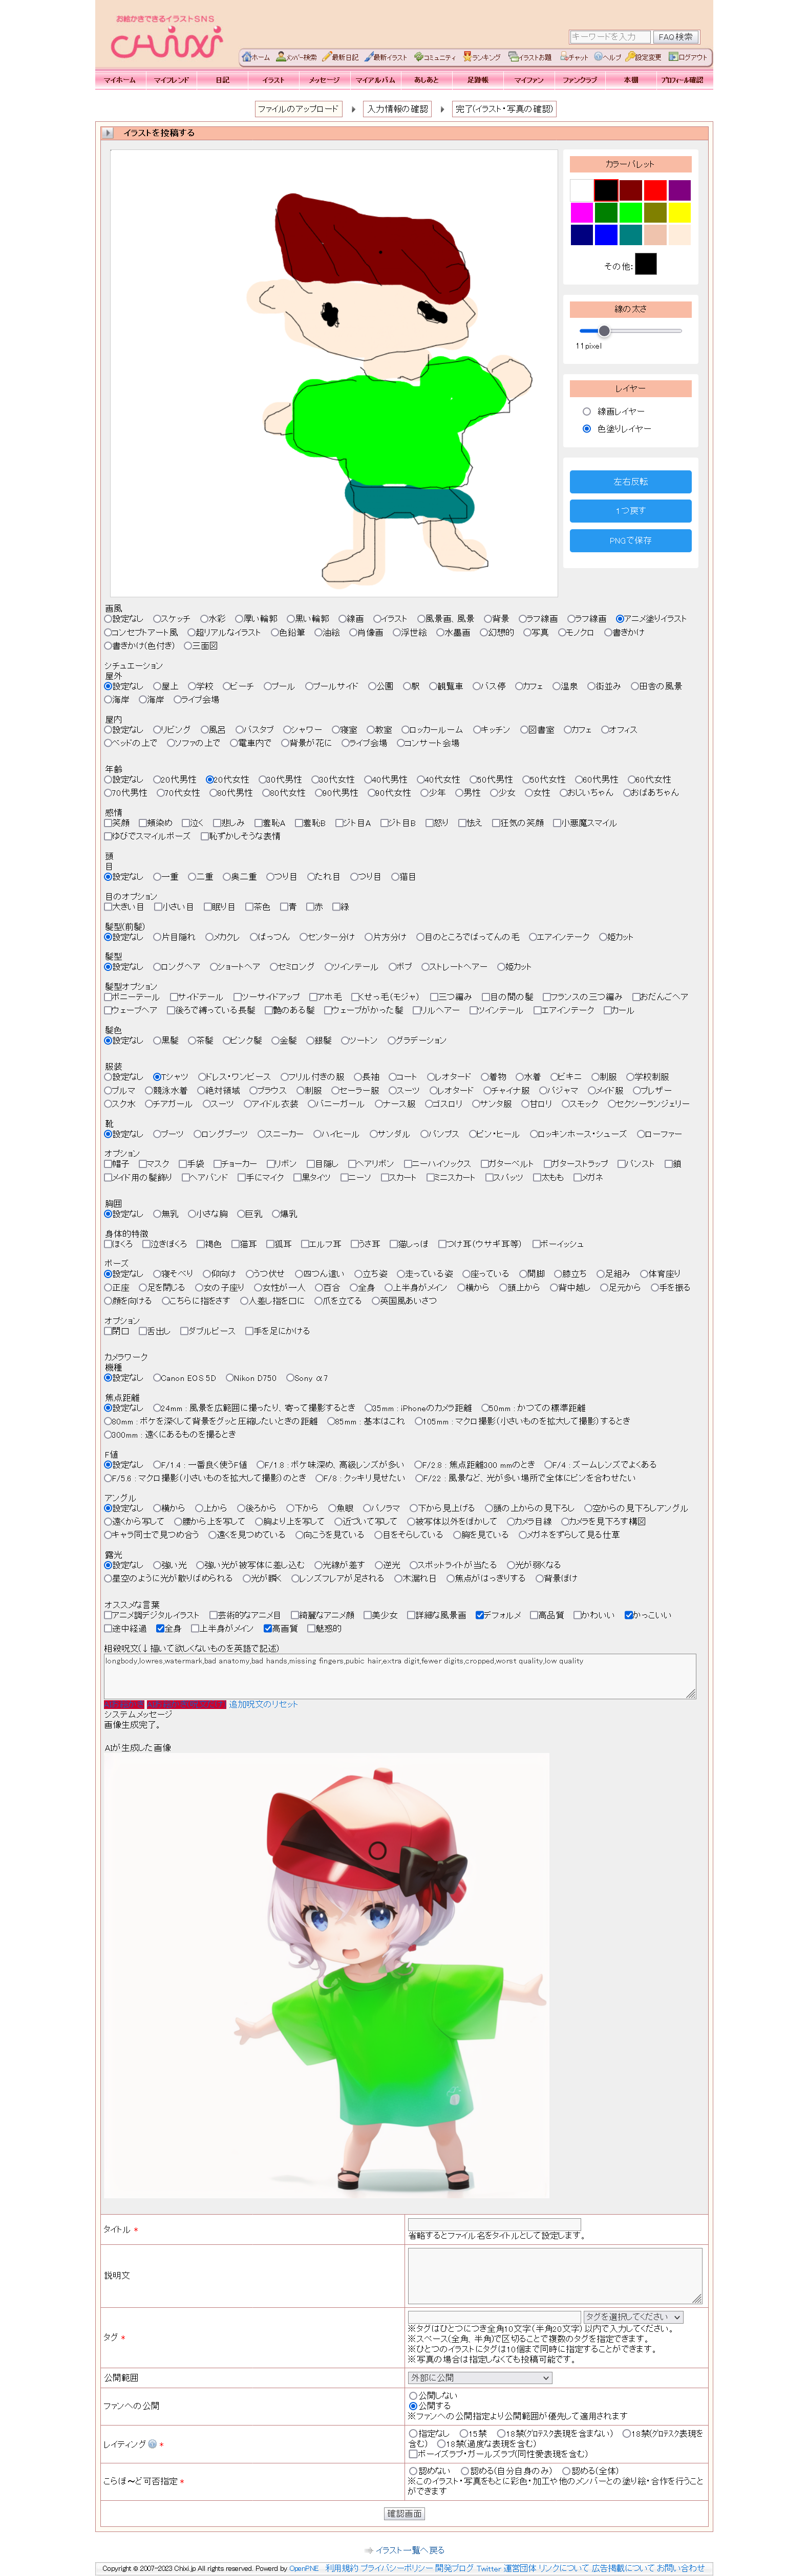 お絵かきできるイラストSNS
CHiXi
キーワードを入力 FAQ検索
ホーム メンバー検索 最新日記 最新イラスト コミュニティ ランキング イラストお題 チャット ヘルプ 設定変更 ログアウト
マイホーム マイフレンド 日記 イラスト メッセージ マイアルバム あしあと 足跡帳 マイファン ファンクラブ 本棚 プロフィール確認
ファイルのアップロード 入力情報の確認 完了(イラスト・写真の確認)
イラストを投稿する
カラーパレット
その他:
線の太さ
11pixel
レイヤー
線画レイヤー
色塗りレイヤー
左右反転
1つ戻す
PNGで保存
画風
設定なし スケッチ 水彩 厚い輪郭 黒い輪郭 線画 イラスト 風景画、風景 背景 ラフ線画 ラフ線画 アニメ塗りイラスト
コンセプトアート風 超リアルなイラスト 色鉛筆 油絵 肖像画 浮世絵 水墨画 幻想的 写真 モノクロ 書きかけ
書きかけ(色付き) 三面図
シチュエーション
屋外
設定なし 屋上 学校 ビーチ プール プールサイド 公園 駅 観覧車 バス停 カフェ 温泉 街並み 田舎の風景
海岸 海岸 ライブ会場
屋内
設定なし リビング 風呂 バスタブ シャワー 寝室 教室 ロッカールーム キッチン 図書室 カフェ オフィス
ベッドの上で ソファの上で 電車内で 背景が花に ライブ会場 コンサート会場
年齢
設定なし 20代男性 20代女性 30代男性 30代女性 40代男性 40代女性 50代男性 50代女性 60代男性 60代女性
70代男性 70代女性 80代男性 80代女性 90代男性 90代女性 少年 男性 少女 女性 おじいちゃん おばあちゃん
感情
笑顔 頬染め 泣く 悲しみ 羞恥A 羞恥B ジト目A ジト目B 怒り 怯え 狂気の笑顔 小悪魔スマイル
ゆびでスマイルポーズ 恥ずかしそうな表情
頭
目
設定なし 一重 二重 奥二重 つり目 たれ目 つり目 猫目
目のオプション
大きい目 小さい目 眠り目 茶色 青 赤 緑
髪型(前髪)
設定なし 片目隠れ メカクレ ぱっつん センター分け 片方分け 目のところでばってんの毛 エアインテーク 姫カット
髪型
設定なし ロングヘア ショートヘア セミロング ツインテール ボブ ストレートヘアー 姫カット
髪型オプション
ポニーテール サイドテール ツーサイドアップ アホ毛 くせっ毛(モジャ) 三つ編み 目の間の髪 フランスの三つ編み おだんごヘア
ウェーブヘア 後ろで縛っている長髪 艶のある髪 ウェーブがかった髪 リルヘアー ツインテール エアインテーク カール
髪色
設定なし 黒髪 茶髪 ピンク髪 金髪 銀髪 ツートン グラデーション
服装
設定なし Tシャツ ドレス・ワンピース フリル付きの服 長袖 コート レオタード 着物 水着 ビキニ 制服 学校制服
ブルマ 競泳水着 絶対領域 ブラウス 制服 セーラー服 スーツ レオタード チャイナ服 パジャマ メイド服 ブレザー
スク水 チアガール スーツ アイドル衣装 バニーガール ナース服 ゴスロリ サンタ服 甘ロリ スモック セクシーランジェリー
靴
設定なし ブーツ ロングブーツ スニーカー ハイヒール サンダル パンプス ピン・ヒール ロッキンホース・シューズ ローファー
オプション
帽子 マスク 手袋 チョーカー リボン 目隠し ヘアリボン ニーハイソックス ガターベルト ガターストラップ パンスト 鎖
メイド用の髪飾り ヘアバンド 手にマイク 黒タイツ ニーソ スカート ミニスカート スパッツ 太もも メガネ
胸囲
設定なし 無乳 小さな胸 巨乳 爆乳
身体的特徴
ほくろ 泣きぼくろ 褐色 猫耳 狐耳 エルフ耳 うさ耳 猫しっぽ つけ耳(ウサギ耳等) ボーイッシュ
ポーズ
設定なし 寝そべり 仰向け うつ伏せ 四つん這い 立ち姿 走っている姿 座っている 開脚 膝立ち 足組み 体育座り
正座 足を閉じる 女の子座り 女性が一人 百合 全身 上半身がメイン 横から 頭上から 背中越し 足元から 手を振る
顔を向ける こちらに指をさす 人差し指を口に 爪を立てる 英国風あいさつ
オプション
閉口 舌出し ダブルピース 手を足にかける
カメラワーク
機種
設定なし Canon EOS 5D Nikon D750 Sony α7
焦点距離
設定なし 24mm : 風景を広範囲に撮ったり、寄って撮影するとき 35mm : iPhoneのカメラ距離 50mm : かつての標準距離
80mm : ボケを深くして背景をグッと圧縮したいときの距離 85mm : 基本はこれ 105mm : マクロ撮影(小さいものを拡大して撮影)するとき
300mm : 遠くにあるものを撮るとき
F値
設定なし F/1.4 : 一番良く使うF値 F/1.8 : ボケ味深め、高級レンズが多い F/2.8 : 焦点距離300 mmのとき F/4 : ズームレンズでよくある
F/5.6 : マクロ撮影(小さいものを拡大して撮影)のとき F/8 : クッキリ見せたい F/22 : 風景など、光が多い場所で全体にピンを合わせたい
アングル
設定なし 横から 上から 後ろから 下から 魚眼 パノラマ 下から見上げる 頭の上からの見下ろし 空からの見下ろしアングル
遠くから写して 腰から上を写して 胸より上を写して 近づいて写して 被写体以外をぼかして カメラ目線 カメラを見下ろす構図
キャラ同士で見つめ合う 遠くを見つめている 向こうを見ている 目をそらしている 胸を見ている メガネをずらして見る仕草
露光
設定なし 強い光 強い光が被写体に差し込む 光線が差す 逆光 スポットライトが当たる 光が弱くなる
星空のように光が散りばめられる 光が瞬く レンズフレアが足される 木漏れ日 焦点がはっきりする 背景ぼけ
オススメな言葉
アニメ調デジタルイラスト 芸術的なアニメ目 綺麗なアニメ顔 美少女 詳細な風景画 デフォルメ 高品質 かわいい かっこいい
途中経過 全身 上半身がメイン 高画質 魅惑的
相殺呪文(↓描いて欲しくないものを英語で記述)
longbody,lowres,watermark,bad anatomy,bad hands,missing fingers,pubic hair,extra digit,fewer digits,cropped,worst quality,low quality
追加呪文のリセット
システムメッセージ
画像生成完了。
AIが生成した画像
タイトル *
省略するとファイル名をタイトルとして設定します。
説明文
タグ *
タグを選択してください
※タグはひとつにつき全角10文字(半角20文字)以内で入力してください。
※スペース(全角、半角)で区切ることで複数のタグを指定できます。
※ひとつのイラストにタグは10個まで同時に指定することができます。
※写真の場合は指定しなくても投稿可能です。
公開範囲
外部に公開
ファンへの公開
公開しない
公開する
※ファンへの公開指定より公開範囲が優先して適用されます
レイティング *
指定なし 15禁 18禁(グロテスク表現を含まない) 18禁(グロテスク表現を
含む) 18禁(過度な表現を含む)
ボーイズラブ・ガールズラブ(同性愛表現を含む)
こらぼ～ど可否指定 *
認めない 認める(自分自身のみ) 認める(全体)
※このイラスト・写真をもとに彩色・加工や他のメンバーとの塗り絵・合作を行うこと
ができます
確認画面
イラスト一覧へ戻る
Copyright © 2007-2023 Chixi.jp All rights reserved. Powerd by OpenPNE 利用規約 プライバシーポリシー 開発ブログ Twitter 運営団体 リンクについて 広告掲載について お問い合わせ